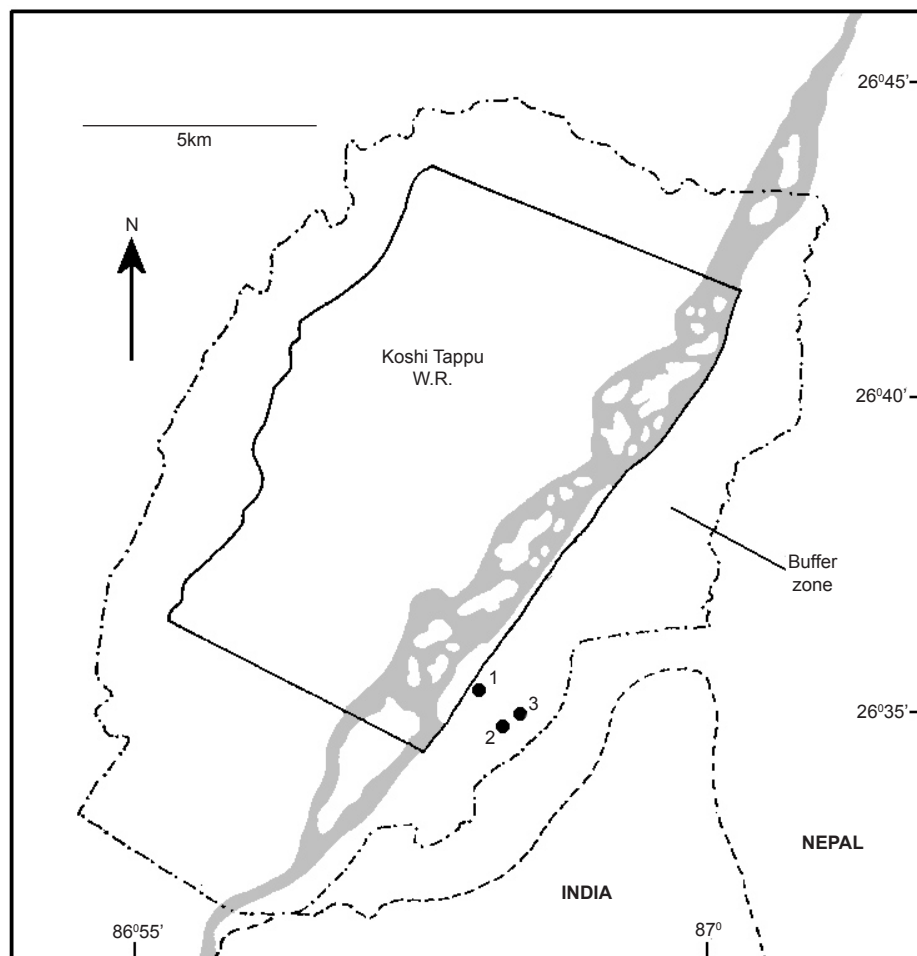 26⁰45'
5km
N
Koshi Tappu
W.R.
26⁰40'
Buffer
zone
1
3
2
26⁰35'
NEPAL
INDIA
86⁰55'
87⁰